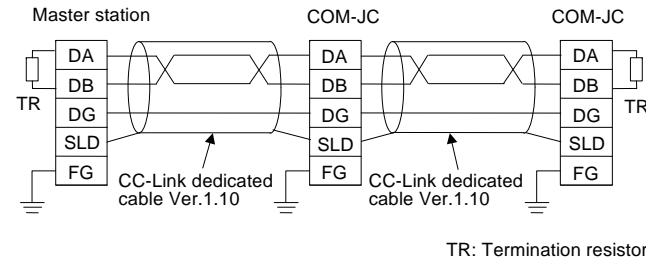 Master station
COM-JC
COM-JC
DA
DB
DG
SLD
FG
TR
DA
DB
DG
SLD
FG
DA
DB
DG
SLD
FG
TR
CC-Link dedicated
cable Ver.1.10
CC-Link dedicated
cable Ver.1.10
TR: Termination resistor